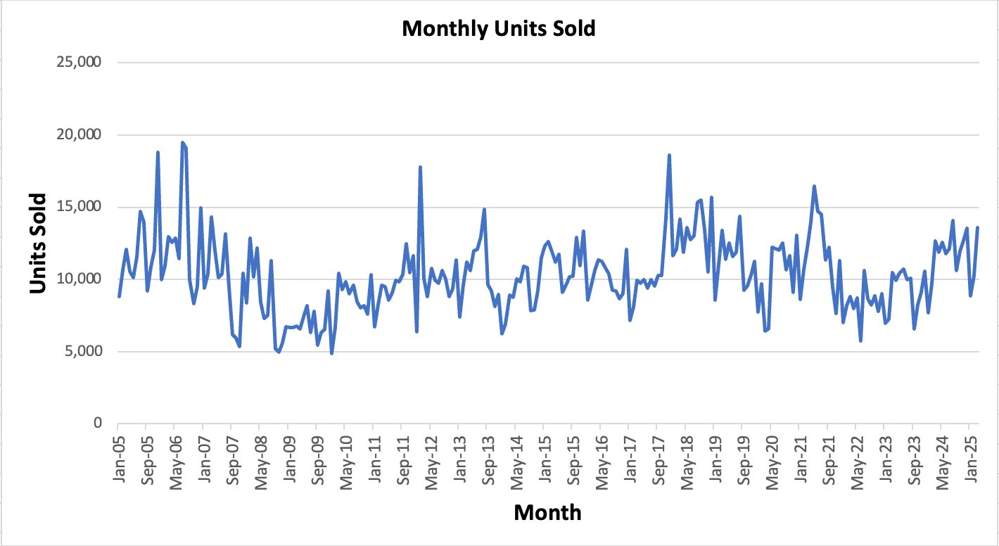 Monthly Units Sold
25,000
20,000
15,000
10,000
5,000
0
Units Sold
Jan-05
Sep-05
May-06
Jan-07
Sep-07
May-08
Jan-09
Sep-09
May-10
Jan-11
Sep-11
May-12
Jan-13
Sep-13
May-14
Jan-15
Sep-15
May-16
Jan-17
Sep-17
May-18
Jan-19
Sep-19
May-20
Jan-21
Sep-21
May-22
Jan-23
Sep-23
May-24
Jan-25
Month